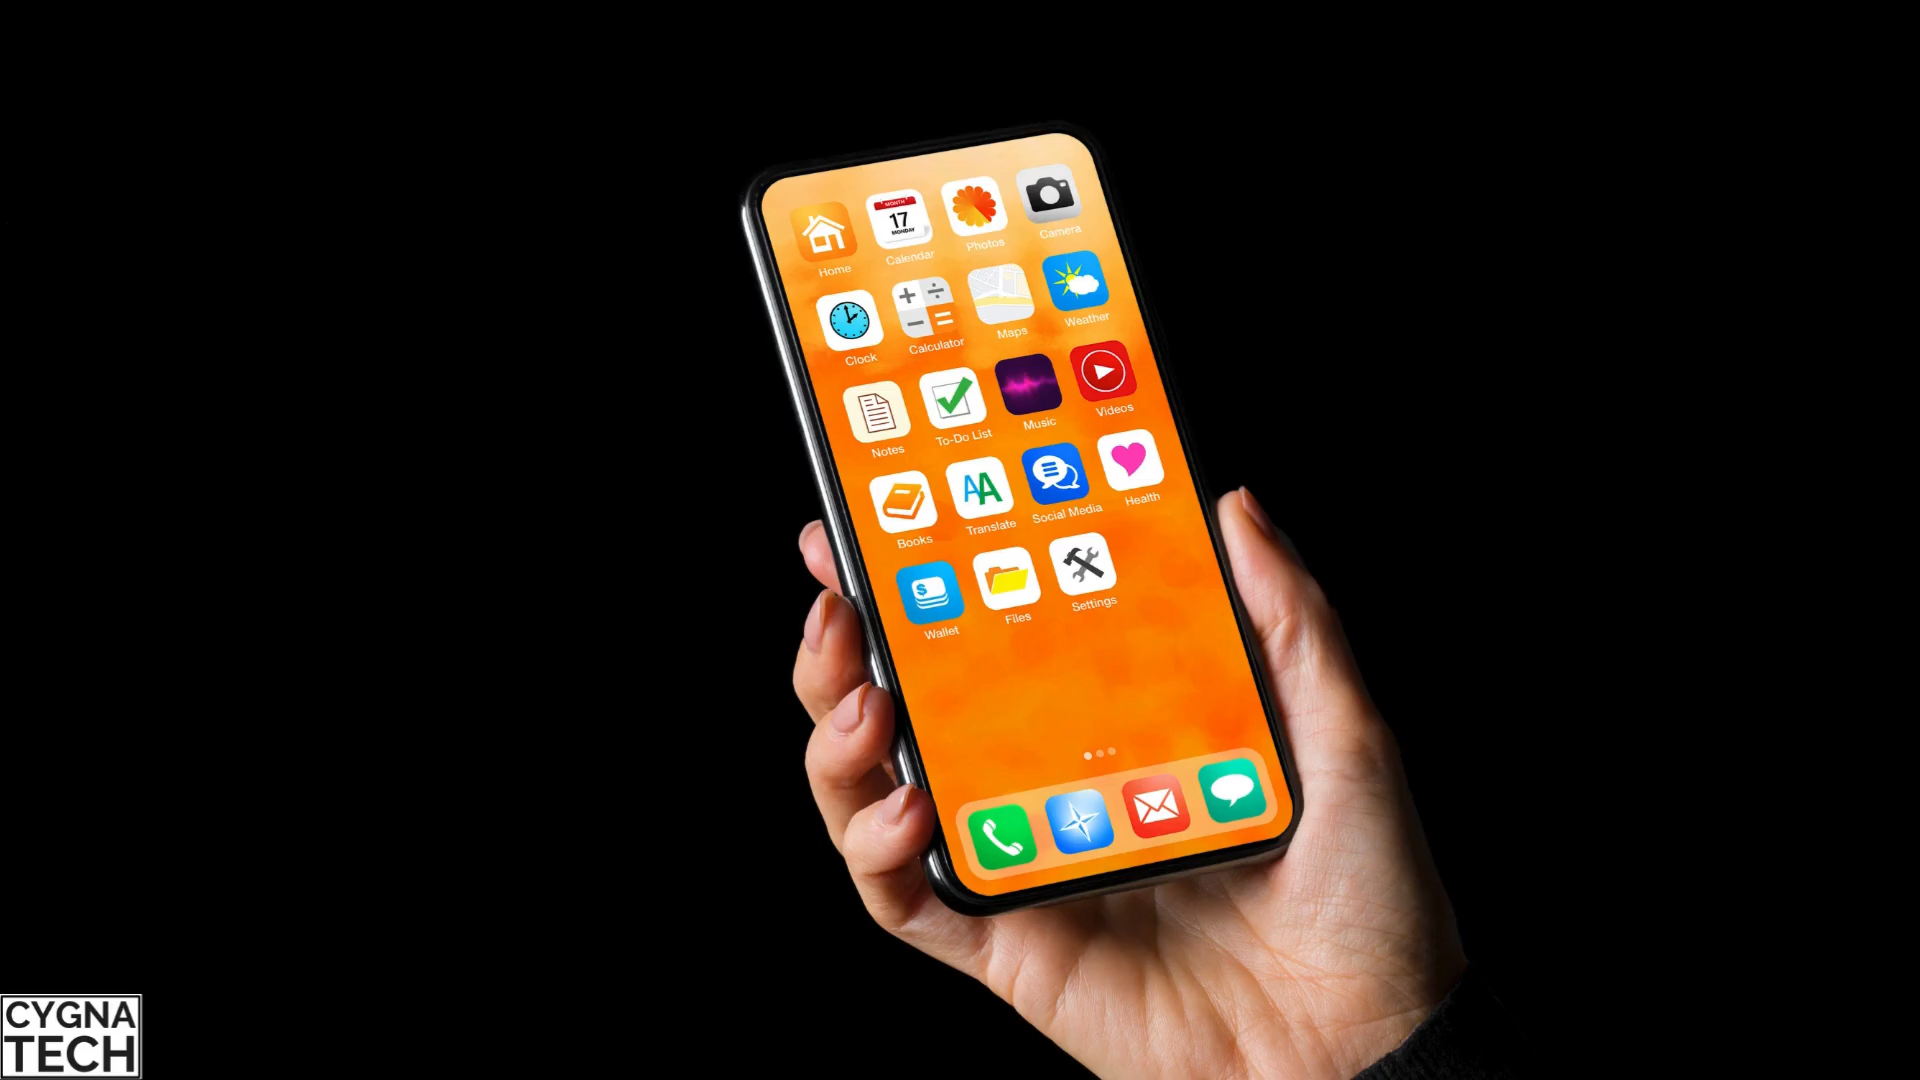 Home
Calendar
Photos
Camera
MONTH
17
MONDAY
Clock
Calculator
Maps
Weather
Notes
To-Do List
Music
Videos
Books
Translate
Social Media
Health
AA
Wallet
Files
Settings
$
CYGNA
TECH